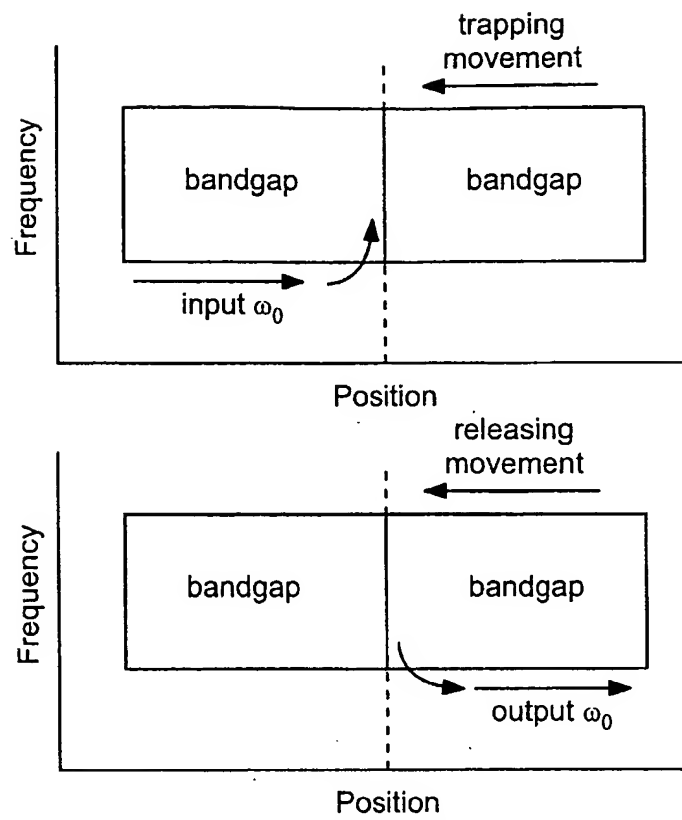 trapping
movement
Frequency
bandgap
bandgap
input ω₀
Position
releasing
movement
Frequency
bandgap
bandgap
output ω₀
Position